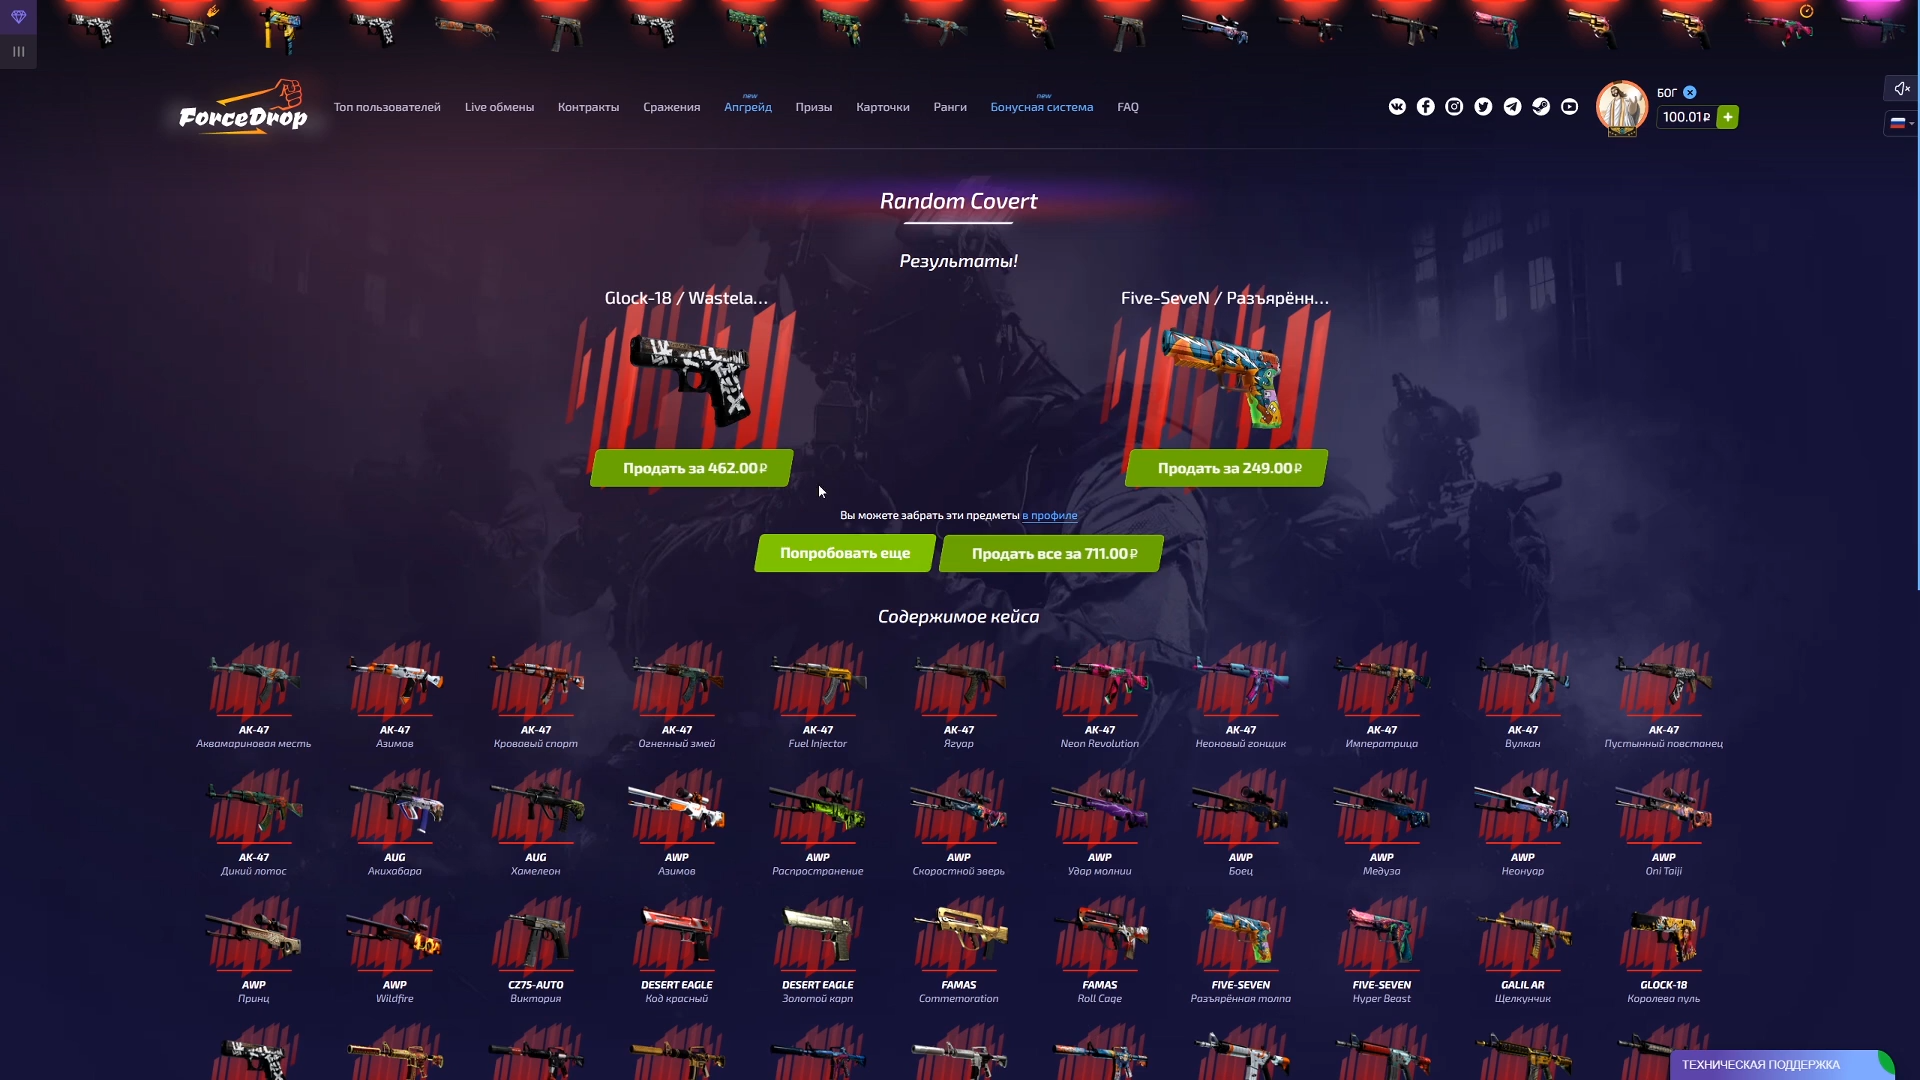 ForceDrop
Топ пользователей
Live обмены
Контракты
Сражения
new
Апгрейд
Призы
Карточки
Ранги
new
Бонусная система
FAQ
БОГ
100.01₽
+
Random Covert
Результаты!
Glock-18 / Wastela...
Five-SeveN / Разъярённ...
Продать за 462.00₽
Продать за 249.00₽
Вы можете забрать эти предметы в профиле
Попробовать еще
Продать все за 711.00₽
Содержимое кейса
AK-47
Аквамариновая месть
AK-47
Азимов
AK-47
Кровавый спорт
AK-47
Огненный змей
AK-47
Fuel Injector
AK-47
Ягуар
AK-47
Neon Revolution
AK-47
Неоновый гонщик
AK-47
Императрица
AK-47
Вулкан
AK-47
Пустынный повстанец
AK-47
Дикий лотос
AUG
Акихабара
AUG
Хамелеон
AWP
Азимов
AWP
Распространение
AWP
Скоростной зверь
AWP
Удар молнии
AWP
Боец
AWP
Медуза
AWP
Неонуар
AWP
Oni Taiji
AWP
Принц
AWP
Wildfire
CZ75-AUTO
Виктория
DESERT EAGLE
Код красный
DESERT EAGLE
Золотой карп
FAMAS
Commemoration
FAMAS
Roll Cage
FIVE-SEVEN
Разъярённая толпа
FIVE-SEVEN
Hyper Beast
GALIL AR
Щелкунчик
GLOCK-18
Королева пуль
ТЕХНИЧЕСКАЯ ПОДДЕРЖКА